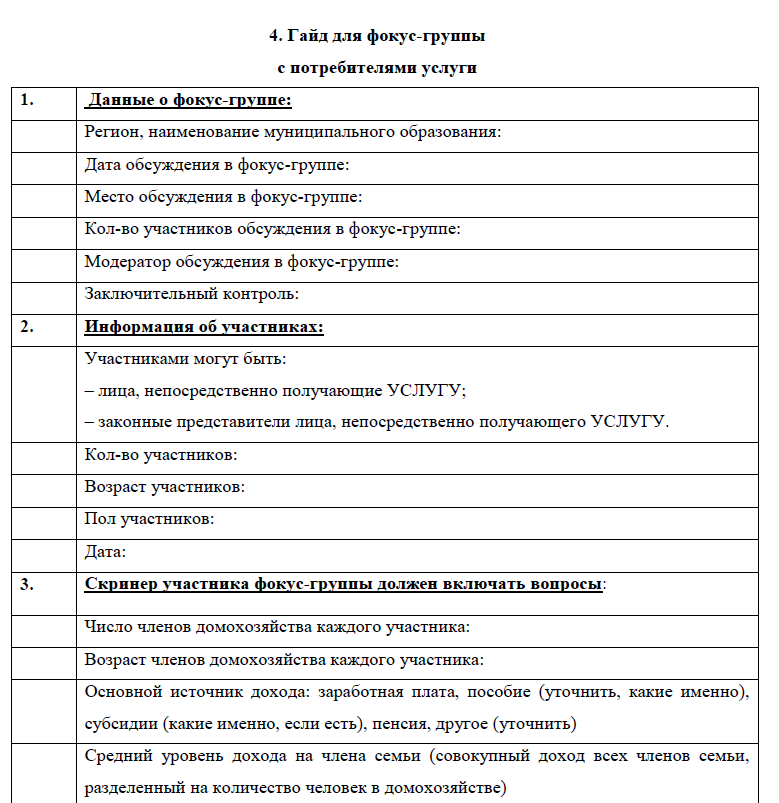 4. Гайд для фокус-группы
с потребителями услуги
1. Данные о фокус-группе:
Регион, наименование муниципального образования:
Дата обсуждения в фокус-группе:
Место обсуждения в фокус-группе:
Кол-во участников обсуждения в фокус-группе:
Модератор обсуждения в фокус-группе:
Заключительный контроль:
2. Информация об участниках:
Участниками могут быть:
– лица, непосредственно получающие УСЛУГУ;
– законные представители лица, непосредственно получающего УСЛУГУ.
Кол-во участников:
Возраст участников:
Пол участников:
Дата:
3. Скринер участника фокус-группы должен включать вопросы:
Число членов домохозяйства каждого участника:
Возраст членов домохозяйства каждого участника:
Основной источник дохода: заработная плата, пособие (уточнить, какие именно),
субсидии (какие именно, если есть), пенсия, другое (уточнить)
Средний уровень дохода на члена семьи (совокупный доход всех членов семьи,
разделенный на количество человек в домохозяйстве)